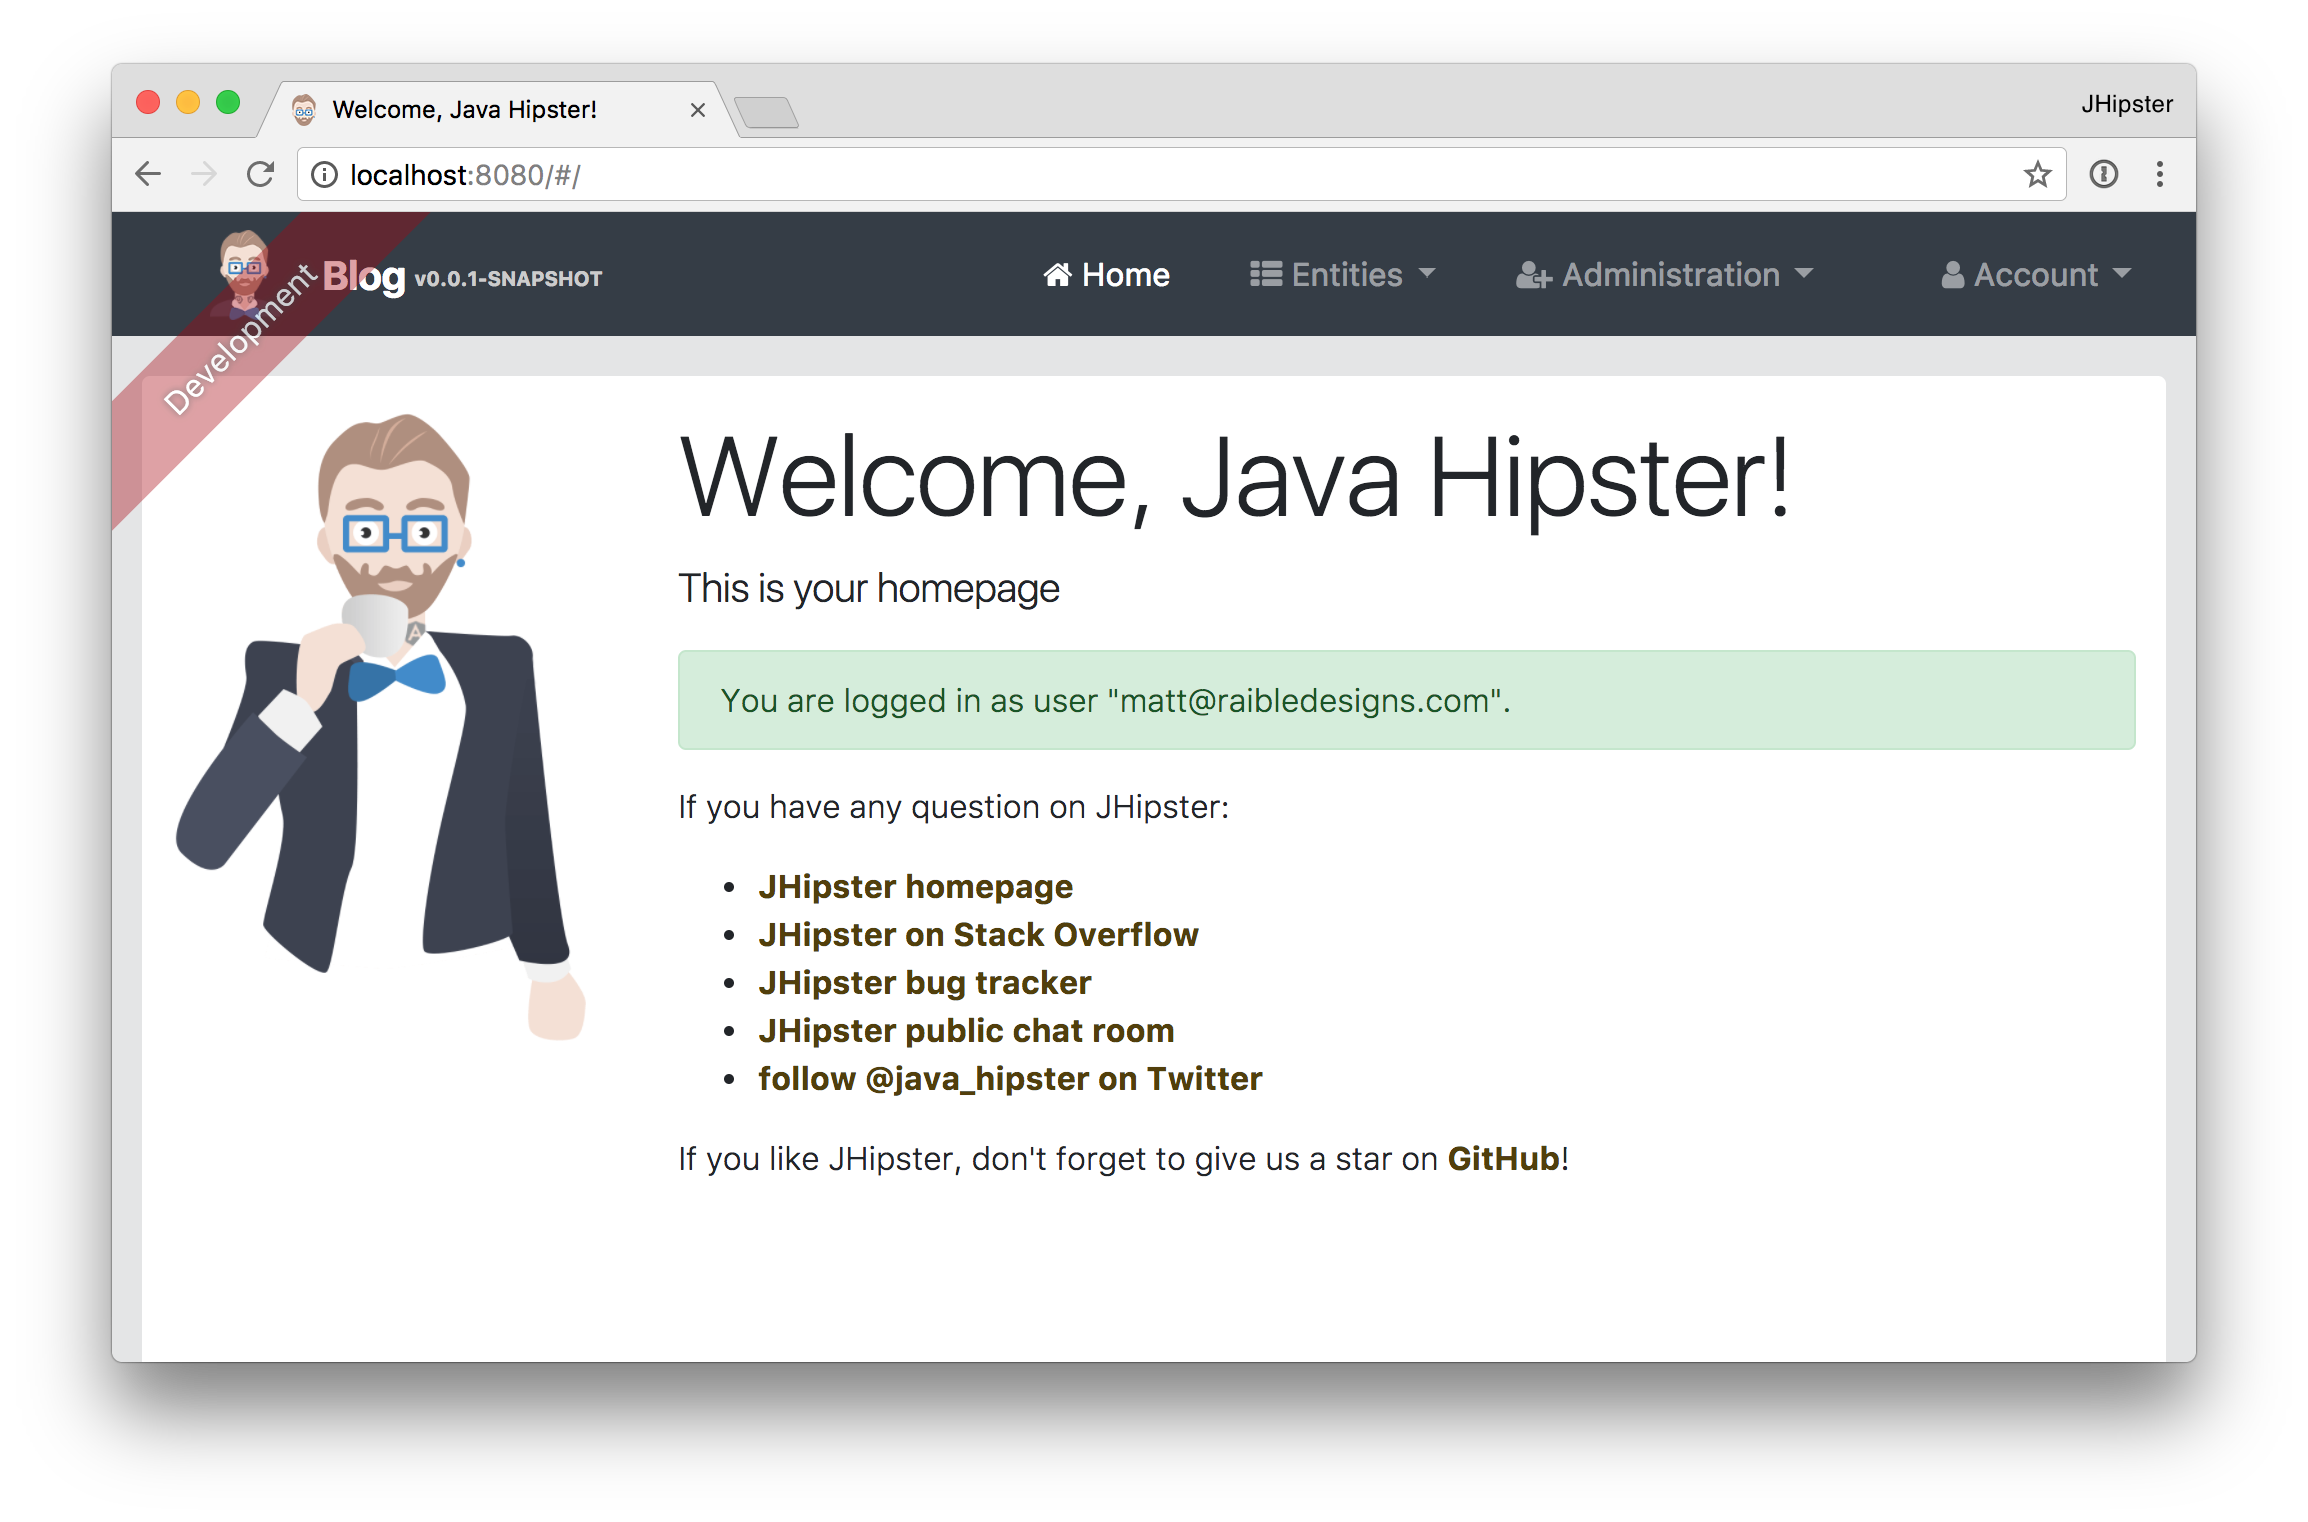 Welcome, Java Hipster!
JHipster
localhost:8080/#/
Development
Blog v0.0.1-SNAPSHOT
Home
Entities
Administration
Account
Welcome, Java Hipster!
This is your homepage
You are logged in as user "matt@raibledesigns.com".
If you have any question on JHipster:
• JHipster homepage
• JHipster on Stack Overflow
• JHipster bug tracker
• JHipster public chat room
• follow @java_hipster on Twitter
If you like JHipster, don't forget to give us a star on GitHub!